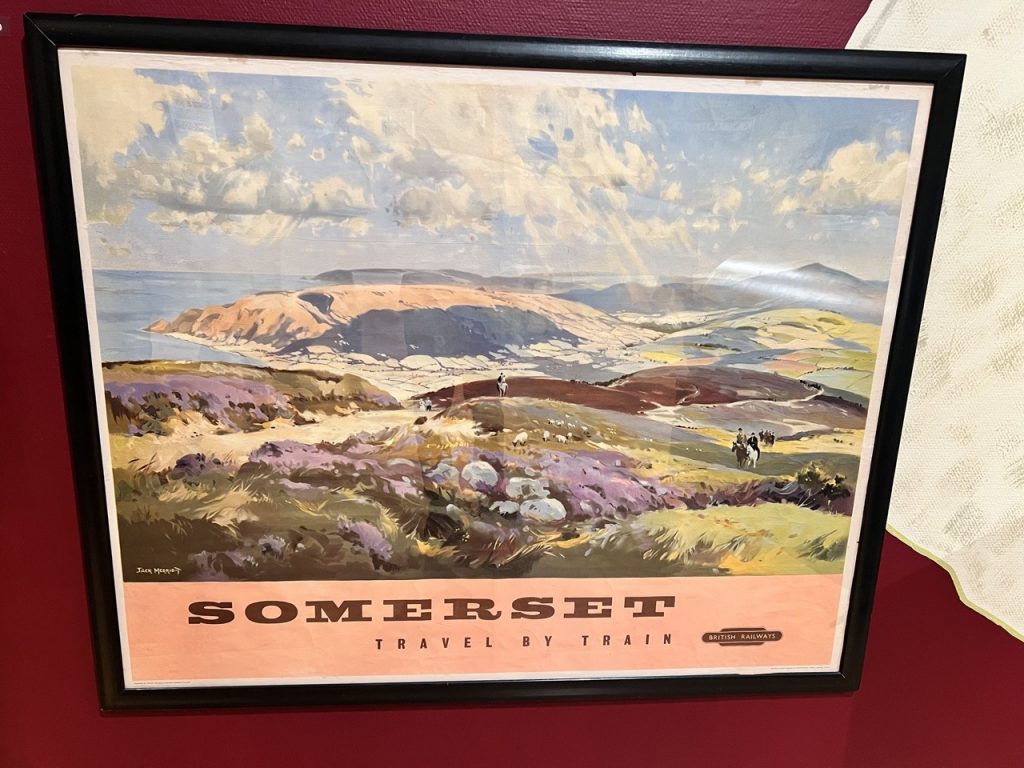 JACK MERRIOTT
SOMERSET
TRAVEL BY TRAIN
BRITISH RAILWAYS